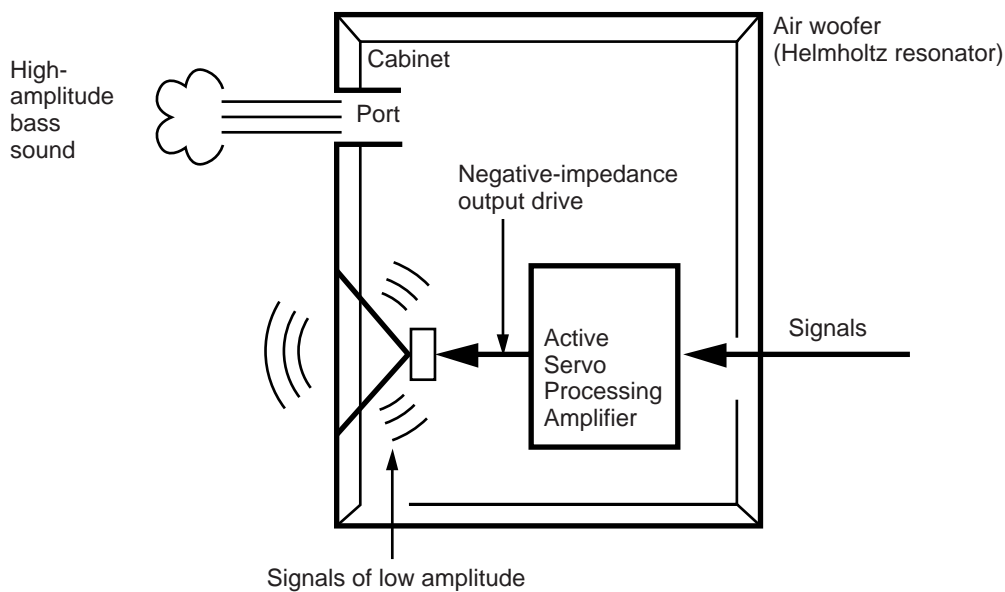 High-
amplitude
bass
sound
Cabinet
Port
Air woofer
(Helmholtz resonator)
Negative-impedance
output drive
Active
Servo
Processing
Amplifier
Signals
Signals of low amplitude